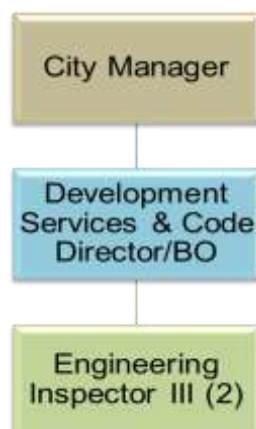 City Manager
Development
Services & Code
Director/BO
Engineering
Inspector III (2)